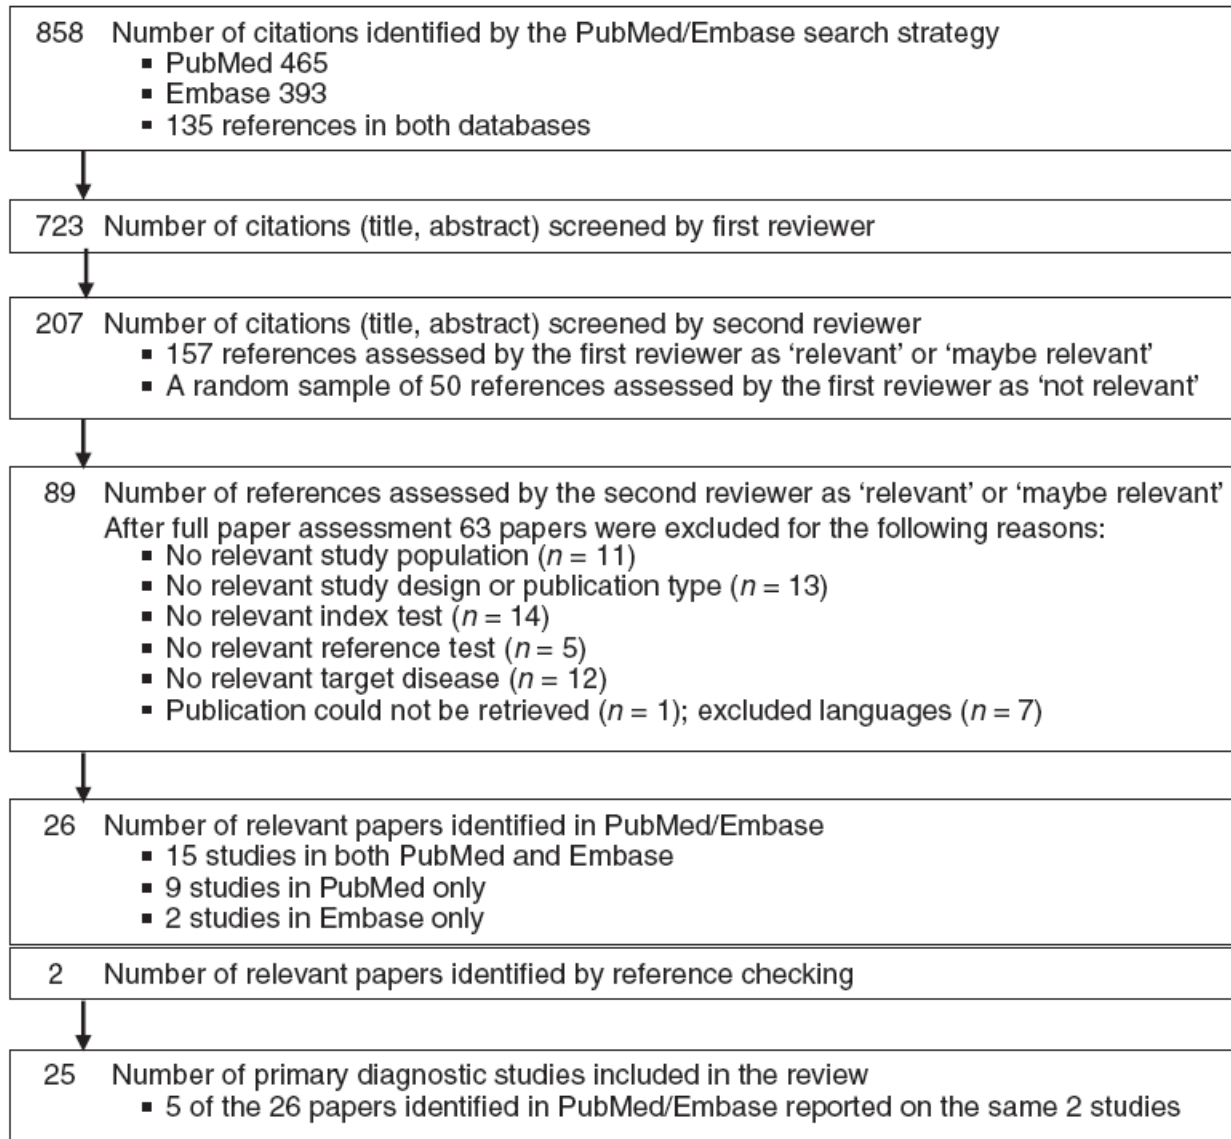 858 Number of citations identified by the PubMed/Embase search strategy
▪ PubMed 465
▪ Embase 393
▪ 135 references in both databases
723 Number of citations (title, abstract) screened by first reviewer
207 Number of citations (title, abstract) screened by second reviewer
▪ 157 references assessed by the first reviewer as ‘relevant’ or ‘maybe relevant’
▪ A random sample of 50 references assessed by the first reviewer as ‘not relevant’
89 Number of references assessed by the second reviewer as ‘relevant’ or ‘maybe relevant’
After full paper assessment 63 papers were excluded for the following reasons:
▪ No relevant study population (n = 11)
▪ No relevant study design or publication type (n = 13)
▪ No relevant index test (n = 14)
▪ No relevant reference test (n = 5)
▪ No relevant target disease (n = 12)
▪ Publication could not be retrieved (n = 1); excluded languages (n = 7)
26 Number of relevant papers identified in PubMed/Embase
▪ 15 studies in both PubMed and Embase
▪ 9 studies in PubMed only
▪ 2 studies in Embase only
2 Number of relevant papers identified by reference checking
25 Number of primary diagnostic studies included in the review
▪ 5 of the 26 papers identified in PubMed/Embase reported on the same 2 studies